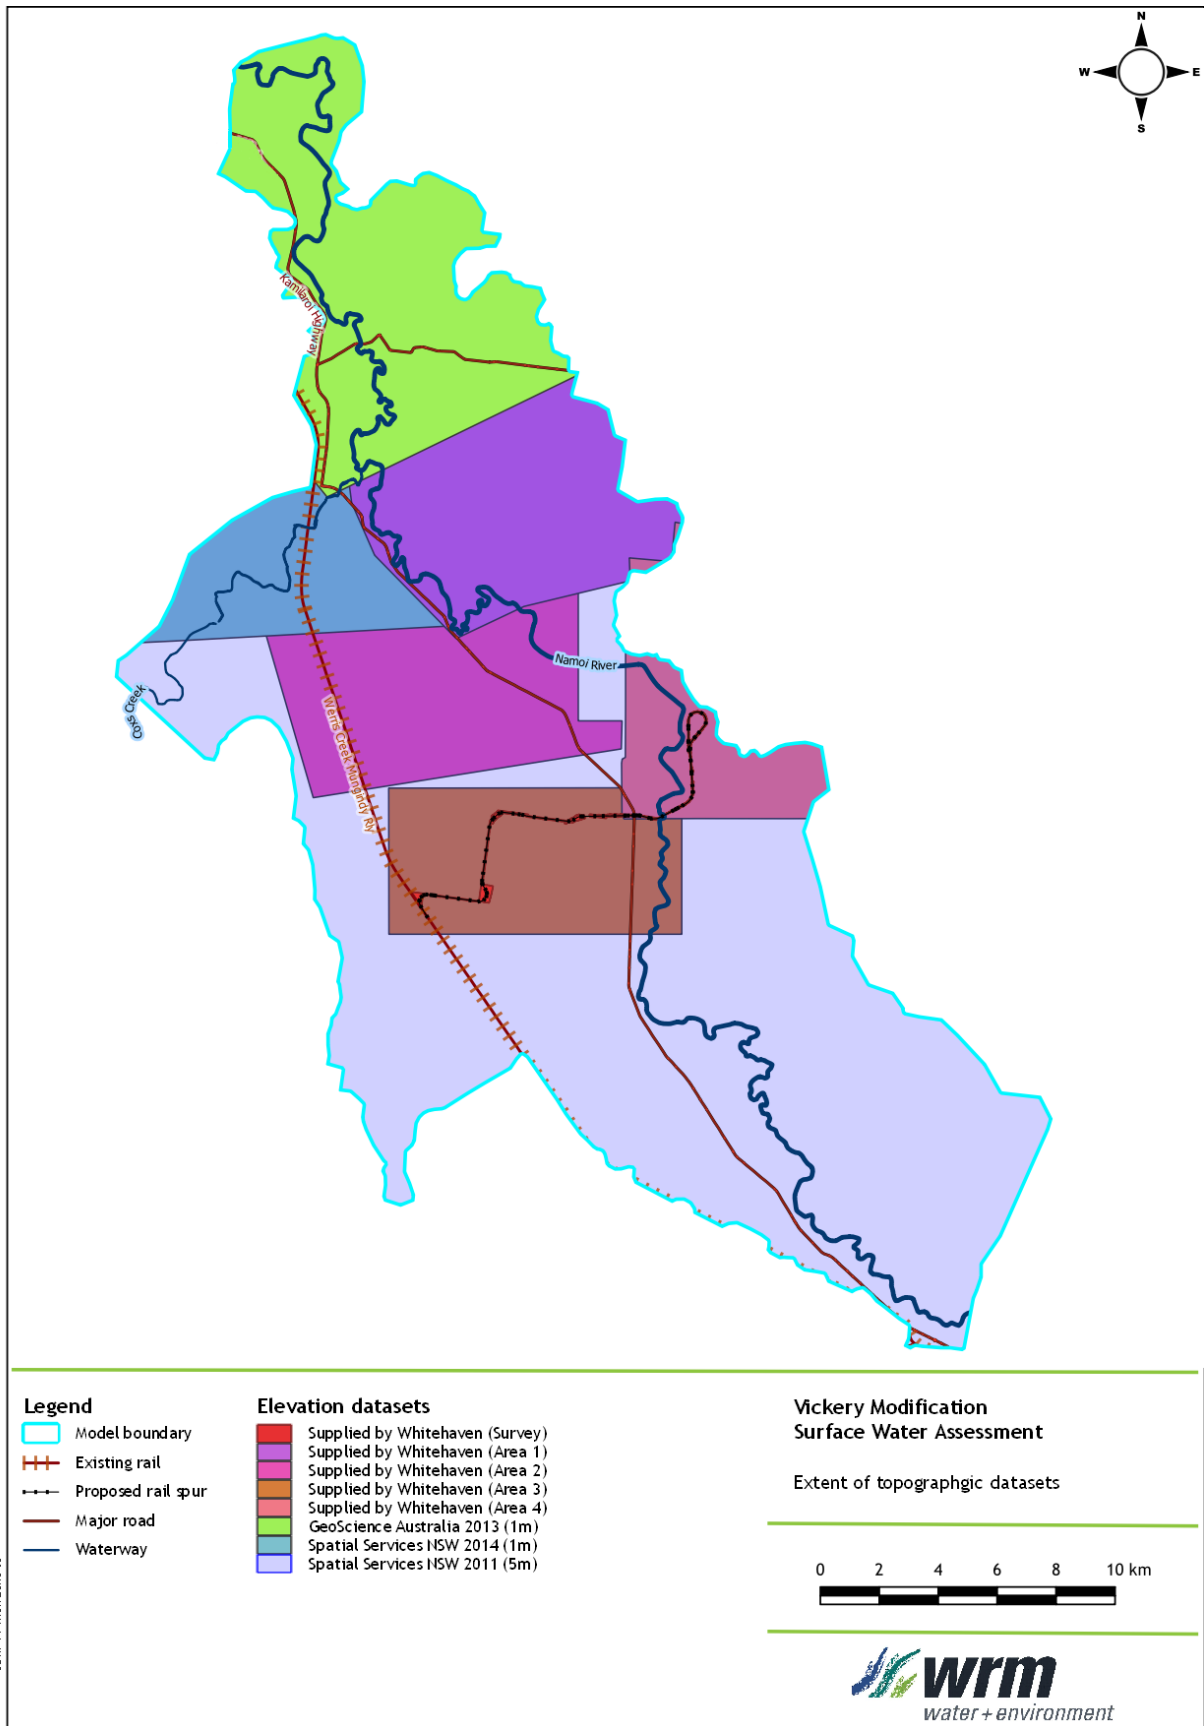 N
W E
S
Kamilaroi Highway
Namoi River
Coxs Creek
Werris Creek Mungindy Rly
Legend
Model boundary
Existing rail
Proposed rail spur
Major road
Waterway
Elevation datasets
Supplied by Whitehaven (Survey)
Supplied by Whitehaven (Area 1)
Supplied by Whitehaven (Area 2)
Supplied by Whitehaven (Area 3)
Supplied by Whitehaven (Area 4)
GeoScience Australia 2013 (1m)
Spatial Services NSW 2014 (1m)
Spatial Services NSW 2011 (5m)
Vickery Modification
Surface Water Assessment
Extent of topographgic datasets
0 2 4 6 8 10 km
wrm
water + environment